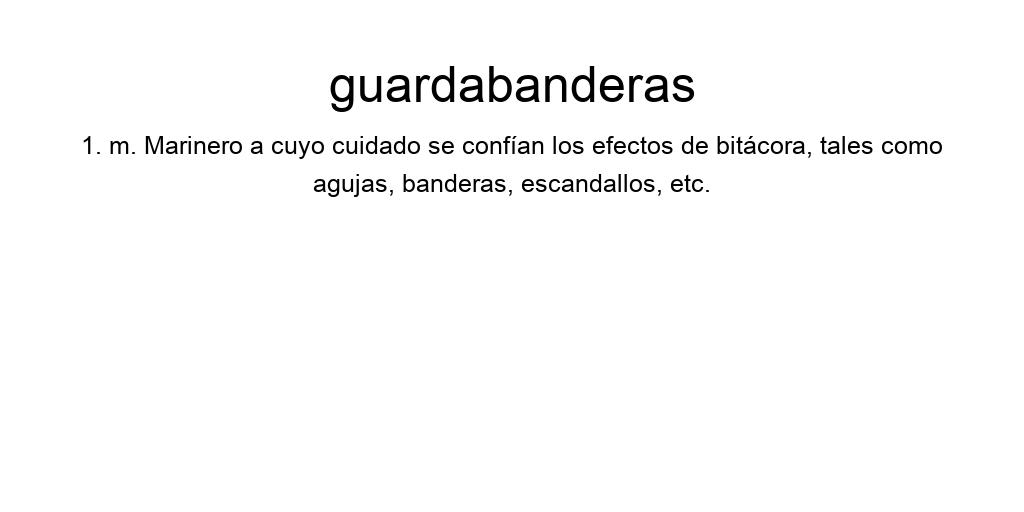 guardabanderas
1. m. Marinero a cuyo cuidado se confían los efectos de bitácora, tales como
agujas, banderas, escandallos, etc.